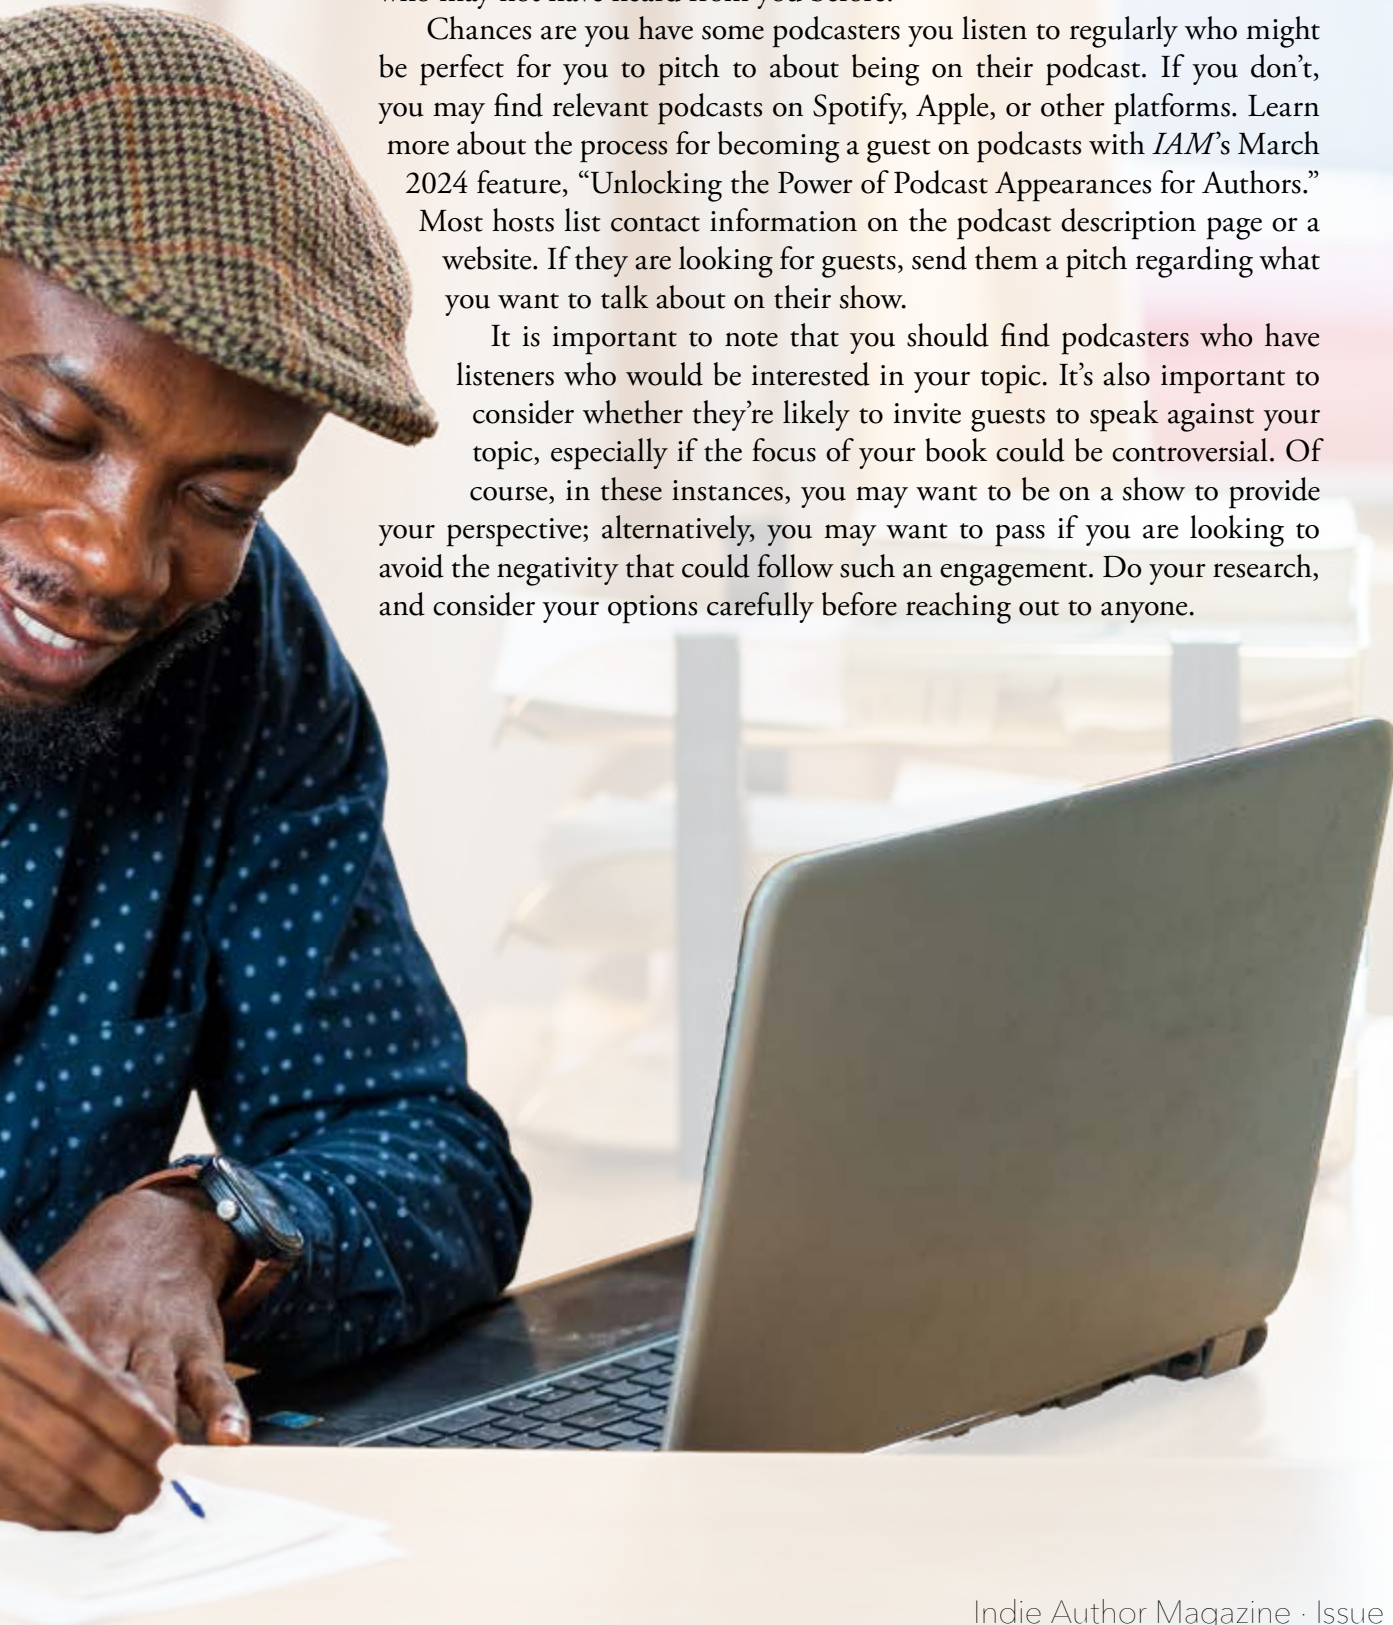 who may not have heard from you before.
Chances are you have some podcasters you listen to regularly who might
be perfect for you to pitch to about being on their podcast. If you don’t,
you may find relevant podcasts on Spotify, Apple, or other platforms. Learn
more about the process for becoming a guest on podcasts with IAM’s March
2024 feature, “Unlocking the Power of Podcast Appearances for Authors.”
Most hosts list contact information on the podcast description page or a
website. If they are looking for guests, send them a pitch regarding what
you want to talk about on their show.
It is important to note that you should find podcasters who have
listeners who would be interested in your topic. It’s also important to
consider whether they’re likely to invite guests to speak against your
topic, especially if the focus of your book could be controversial. Of
course, in these instances, you may want to be on a show to provide
your perspective; alternatively, you may want to pass if you are looking to
avoid the negativity that could follow such an engagement. Do your research,
and consider your options carefully before reaching out to anyone.
Indie Author Magazine · Issue